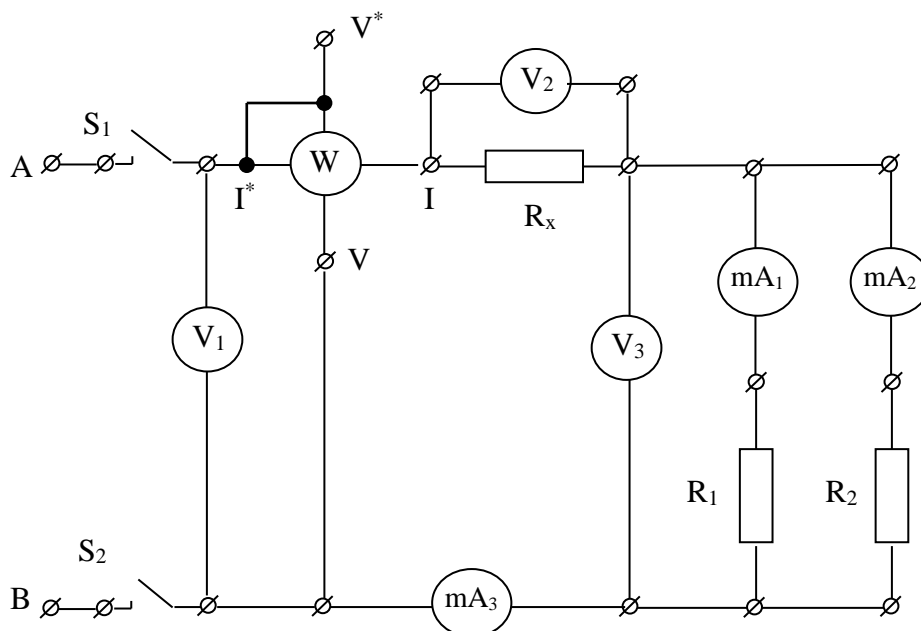 V*
V₂
S₁
A
W
I*
I
Rₓ
V
mA₁
mA₂
V₁
V₃
R₁
R₂
S₂
B
mA₃